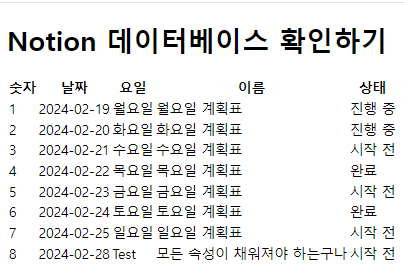 Notion 데이터베이스 확인하기
숫자 날짜 요일 이름 상태
1 2024-02-19 월요일 월요일 계획표 진행 중
2 2024-02-20 화요일 화요일 계획표 진행 중
3 2024-02-21 수요일 수요일 계획표 시작 전
4 2024-02-22 목요일 목요일 계획표 완료
5 2024-02-23 금요일 금요일 계획표 시작 전
6 2024-02-24 토요일 토요일 계획표 완료
7 2024-02-25 일요일 일요일 계획표 시작 전
8 2024-02-28 Test 모든 속성이 채워져야 하는구나 시작 전